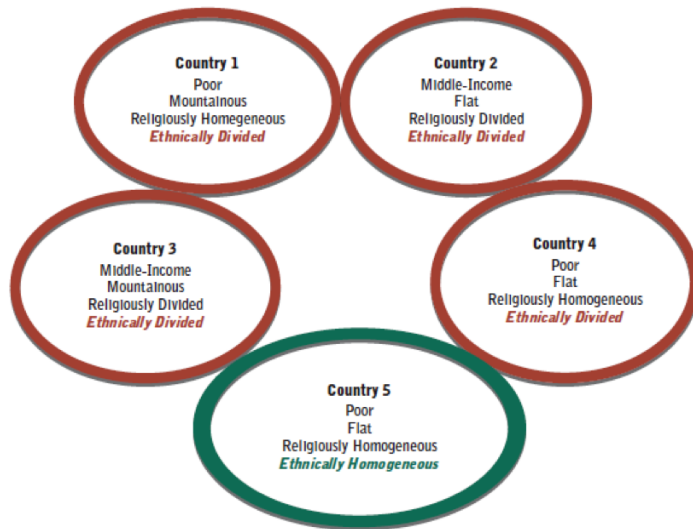 Country 1
Poor
Mountainous
Religiously Homegeneous
Ethnically Divided
Country 2
Middle-Income
Flat
Religiously Divided
Ethnically Divided
Country 3
Middle-Income
Mountainous
Religiously Divided
Ethnically Divided
Country 4
Poor
Flat
Religiously Homogeneous
Ethnically Divided
Country 5
Poor
Flat
Religiously Homogeneous
Ethnically Homogeneous